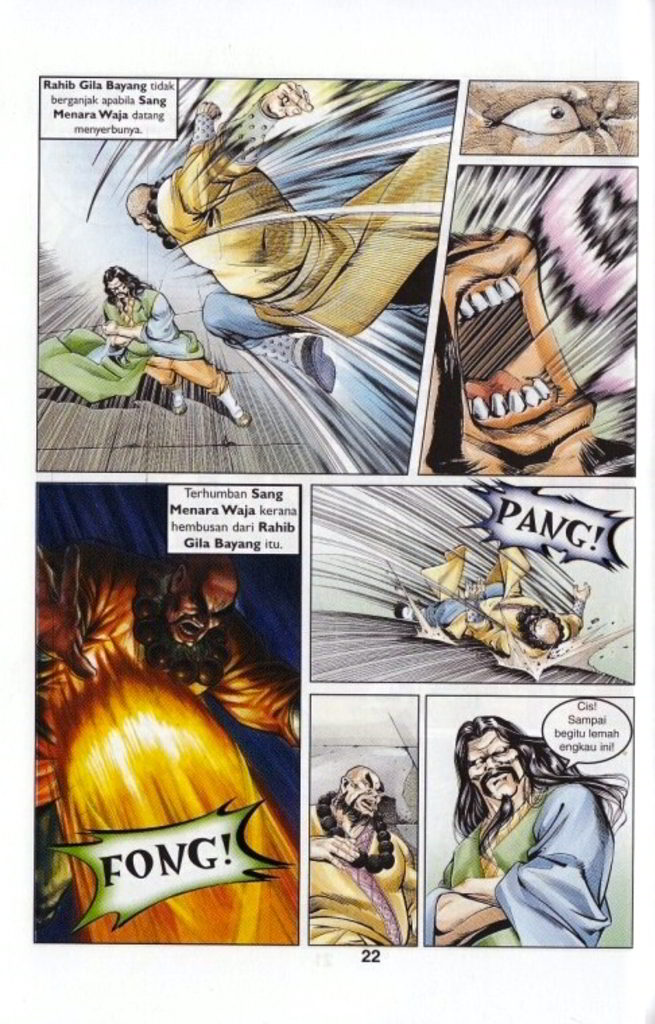 Rahib Gila Bayang tidak
berganjak apabila Sang
Menara Waja datang
menyerbunya.
Terhumban Sang
Menara Waja kerana
hembusan dari Rahib
Gila Bayang itu.
PANG!
FONG!
Cis!
Sampai
begitu lemah
engkau ini!
22